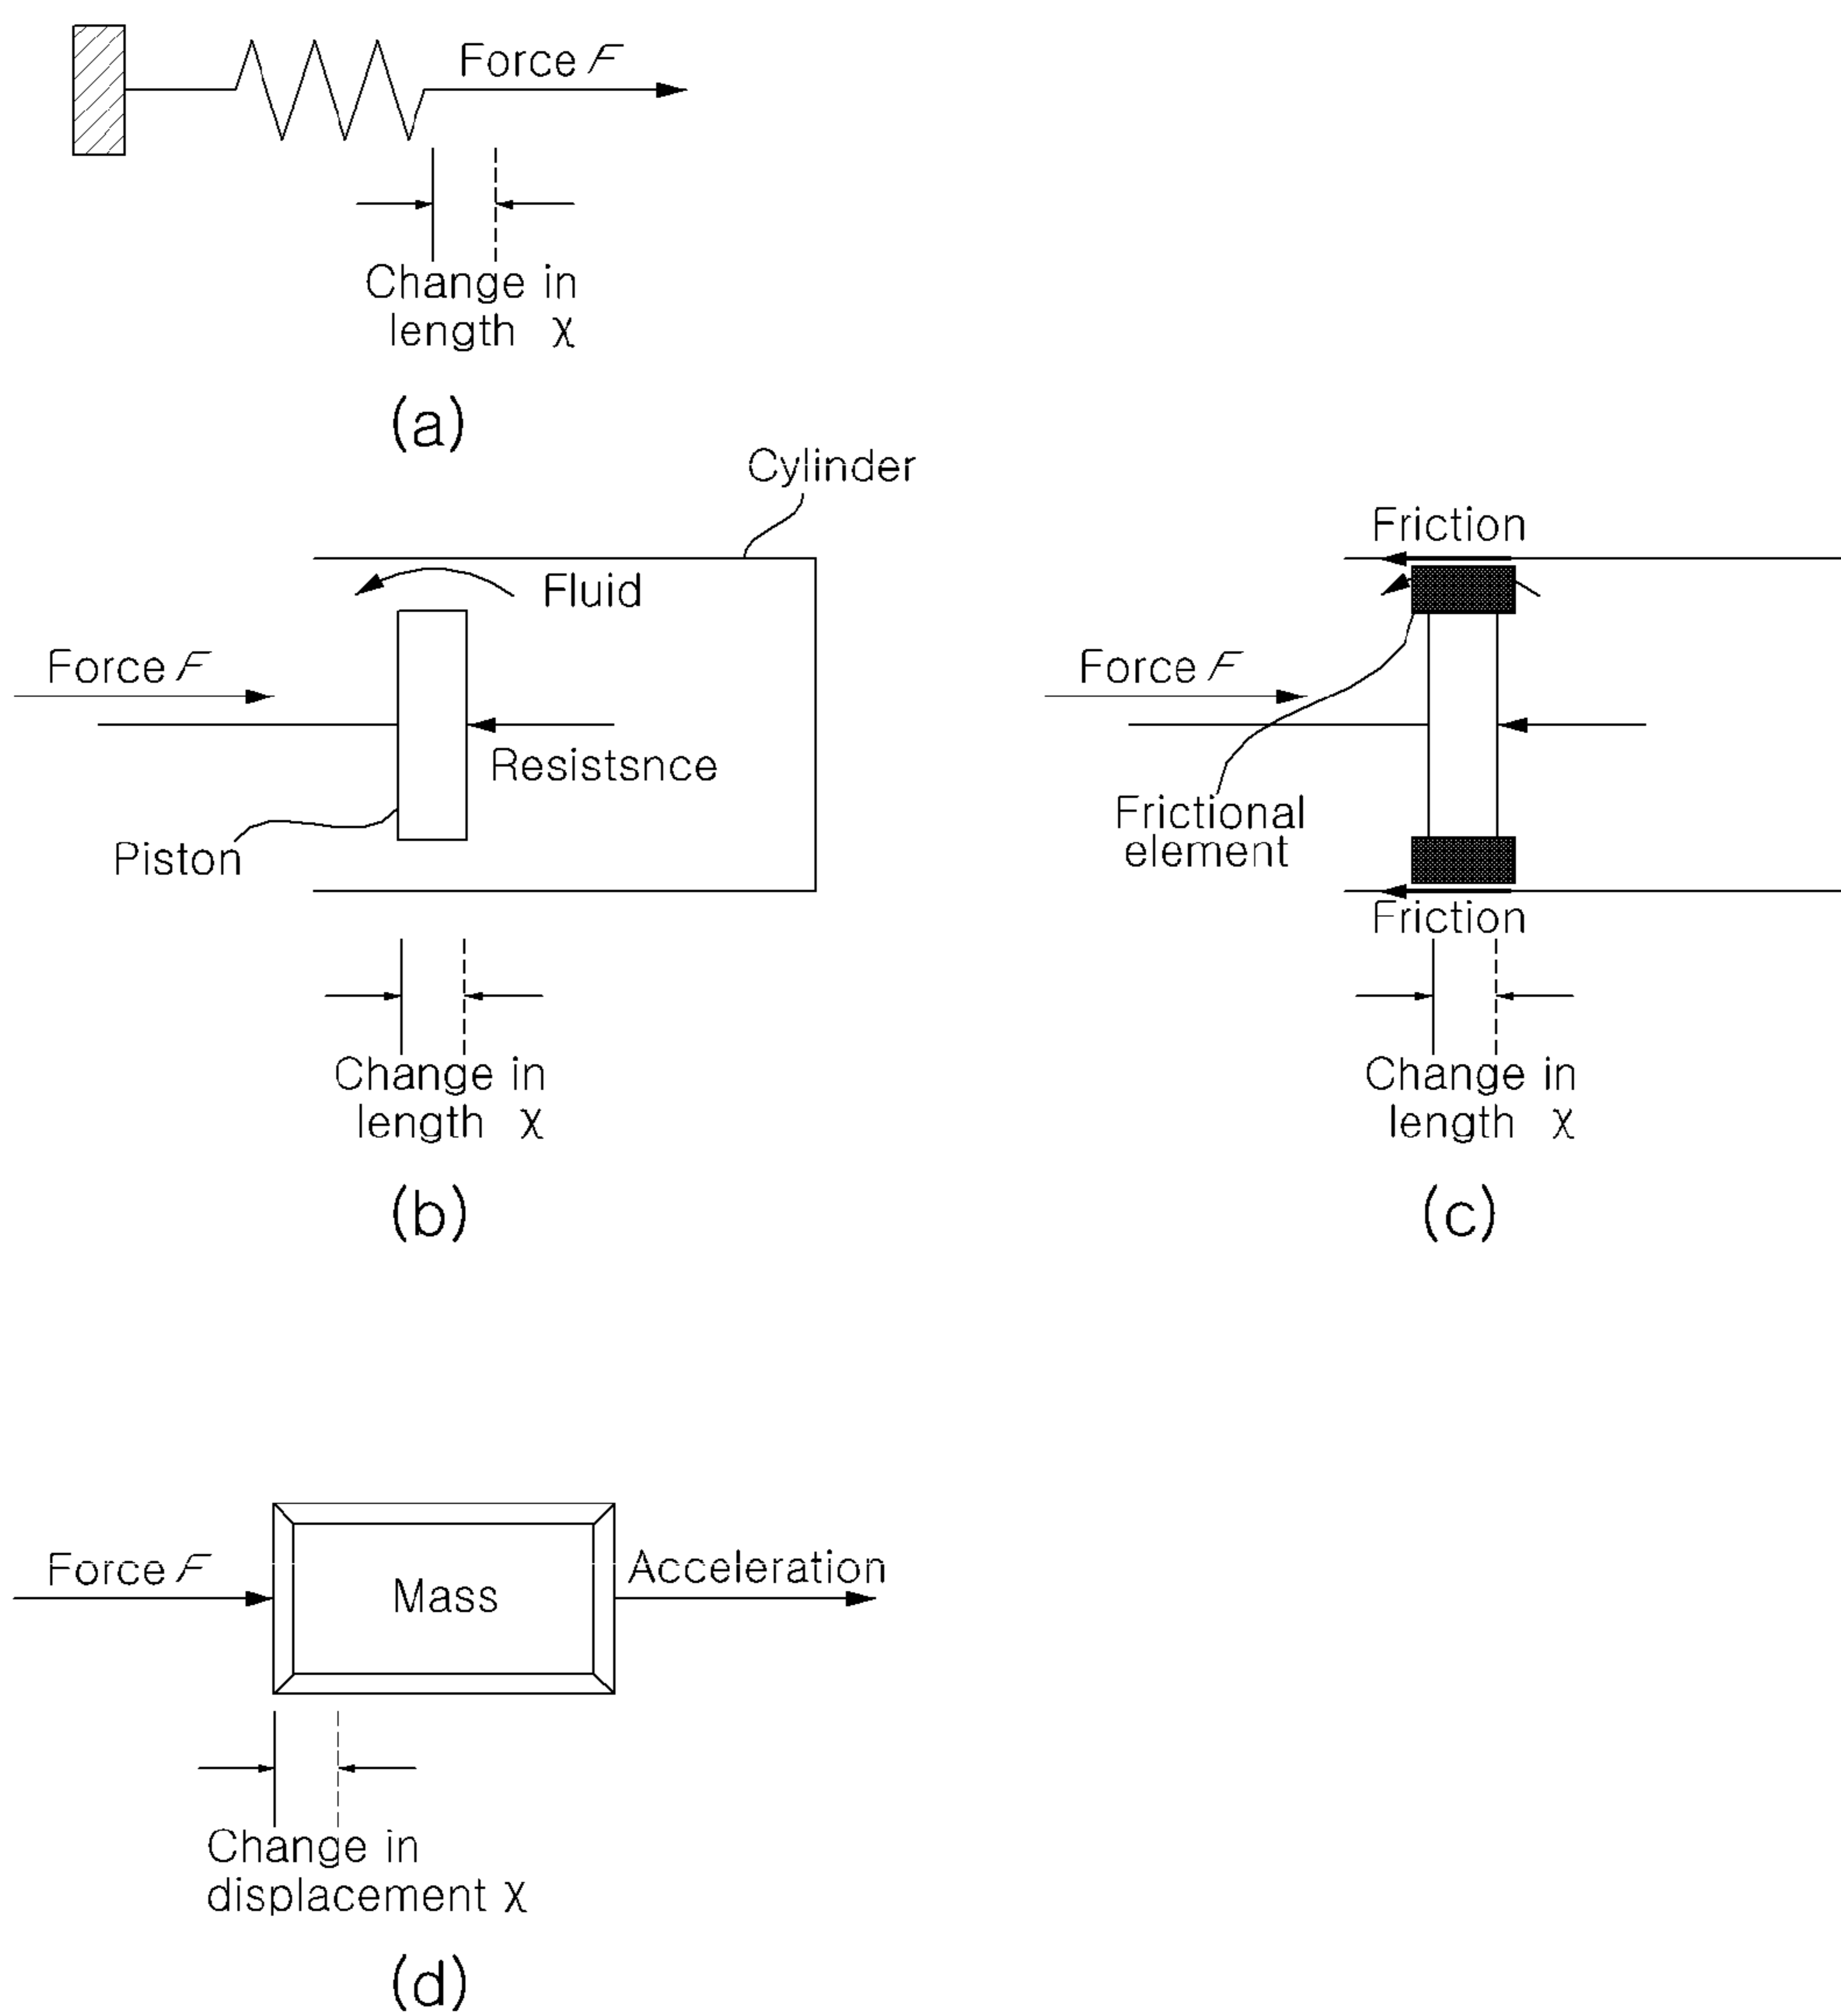 Force F
Change in
length χ
(a)
Cylinder
Fluid
Force F
Resistsnce
Piston
Change in
length χ
(b)
Friction
Force F
Frictional
element
Friction
Change in
length χ
(c)
Force F
Mass
Acceleration
Change in
displacement χ
(d)